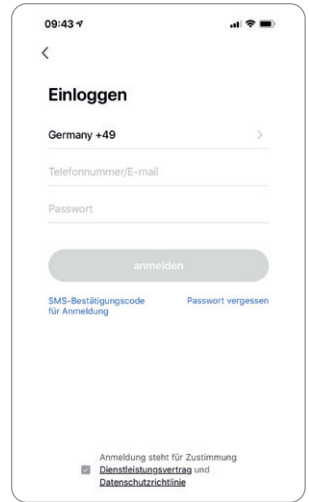 09:43
Einloggen
Germany +49
Telefonnummer/E-mail
Passwort
anmelden
SMS-Bestätigungscode Passwort vergessen
für Anmeldung
Anmeldung steht für Zustimmung
Dienstleistungsvertrag und
Datenschutzrichtlinie